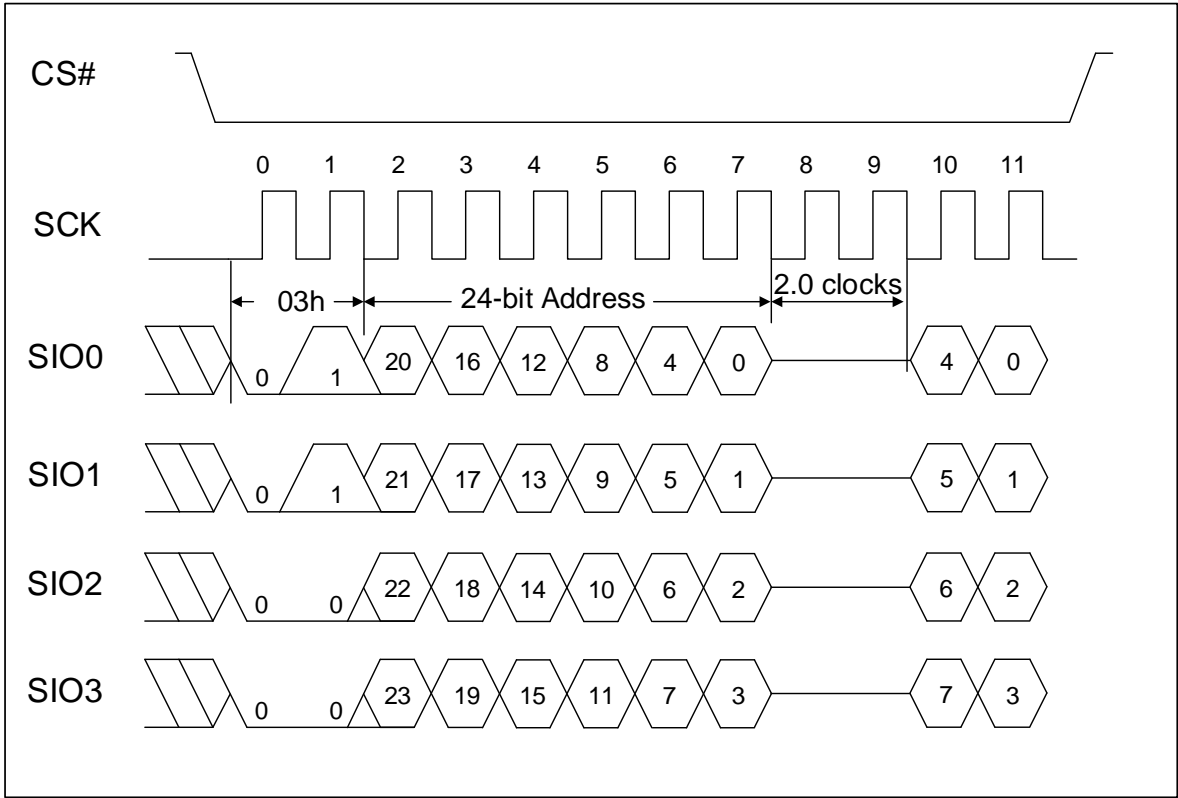 CS#
0 1 2 3 4 5 6 7 8 9 10 11
SCK
03h 24-bit Address 2.0 clocks
SIO0 0 1 20 16 12 8 4 0 4 0
SIO1 0 1 21 17 13 9 5 1 5 1
SIO2 0 0 22 18 14 10 6 2 6 2
SIO3 0 0 23 19 15 11 7 3 7 3